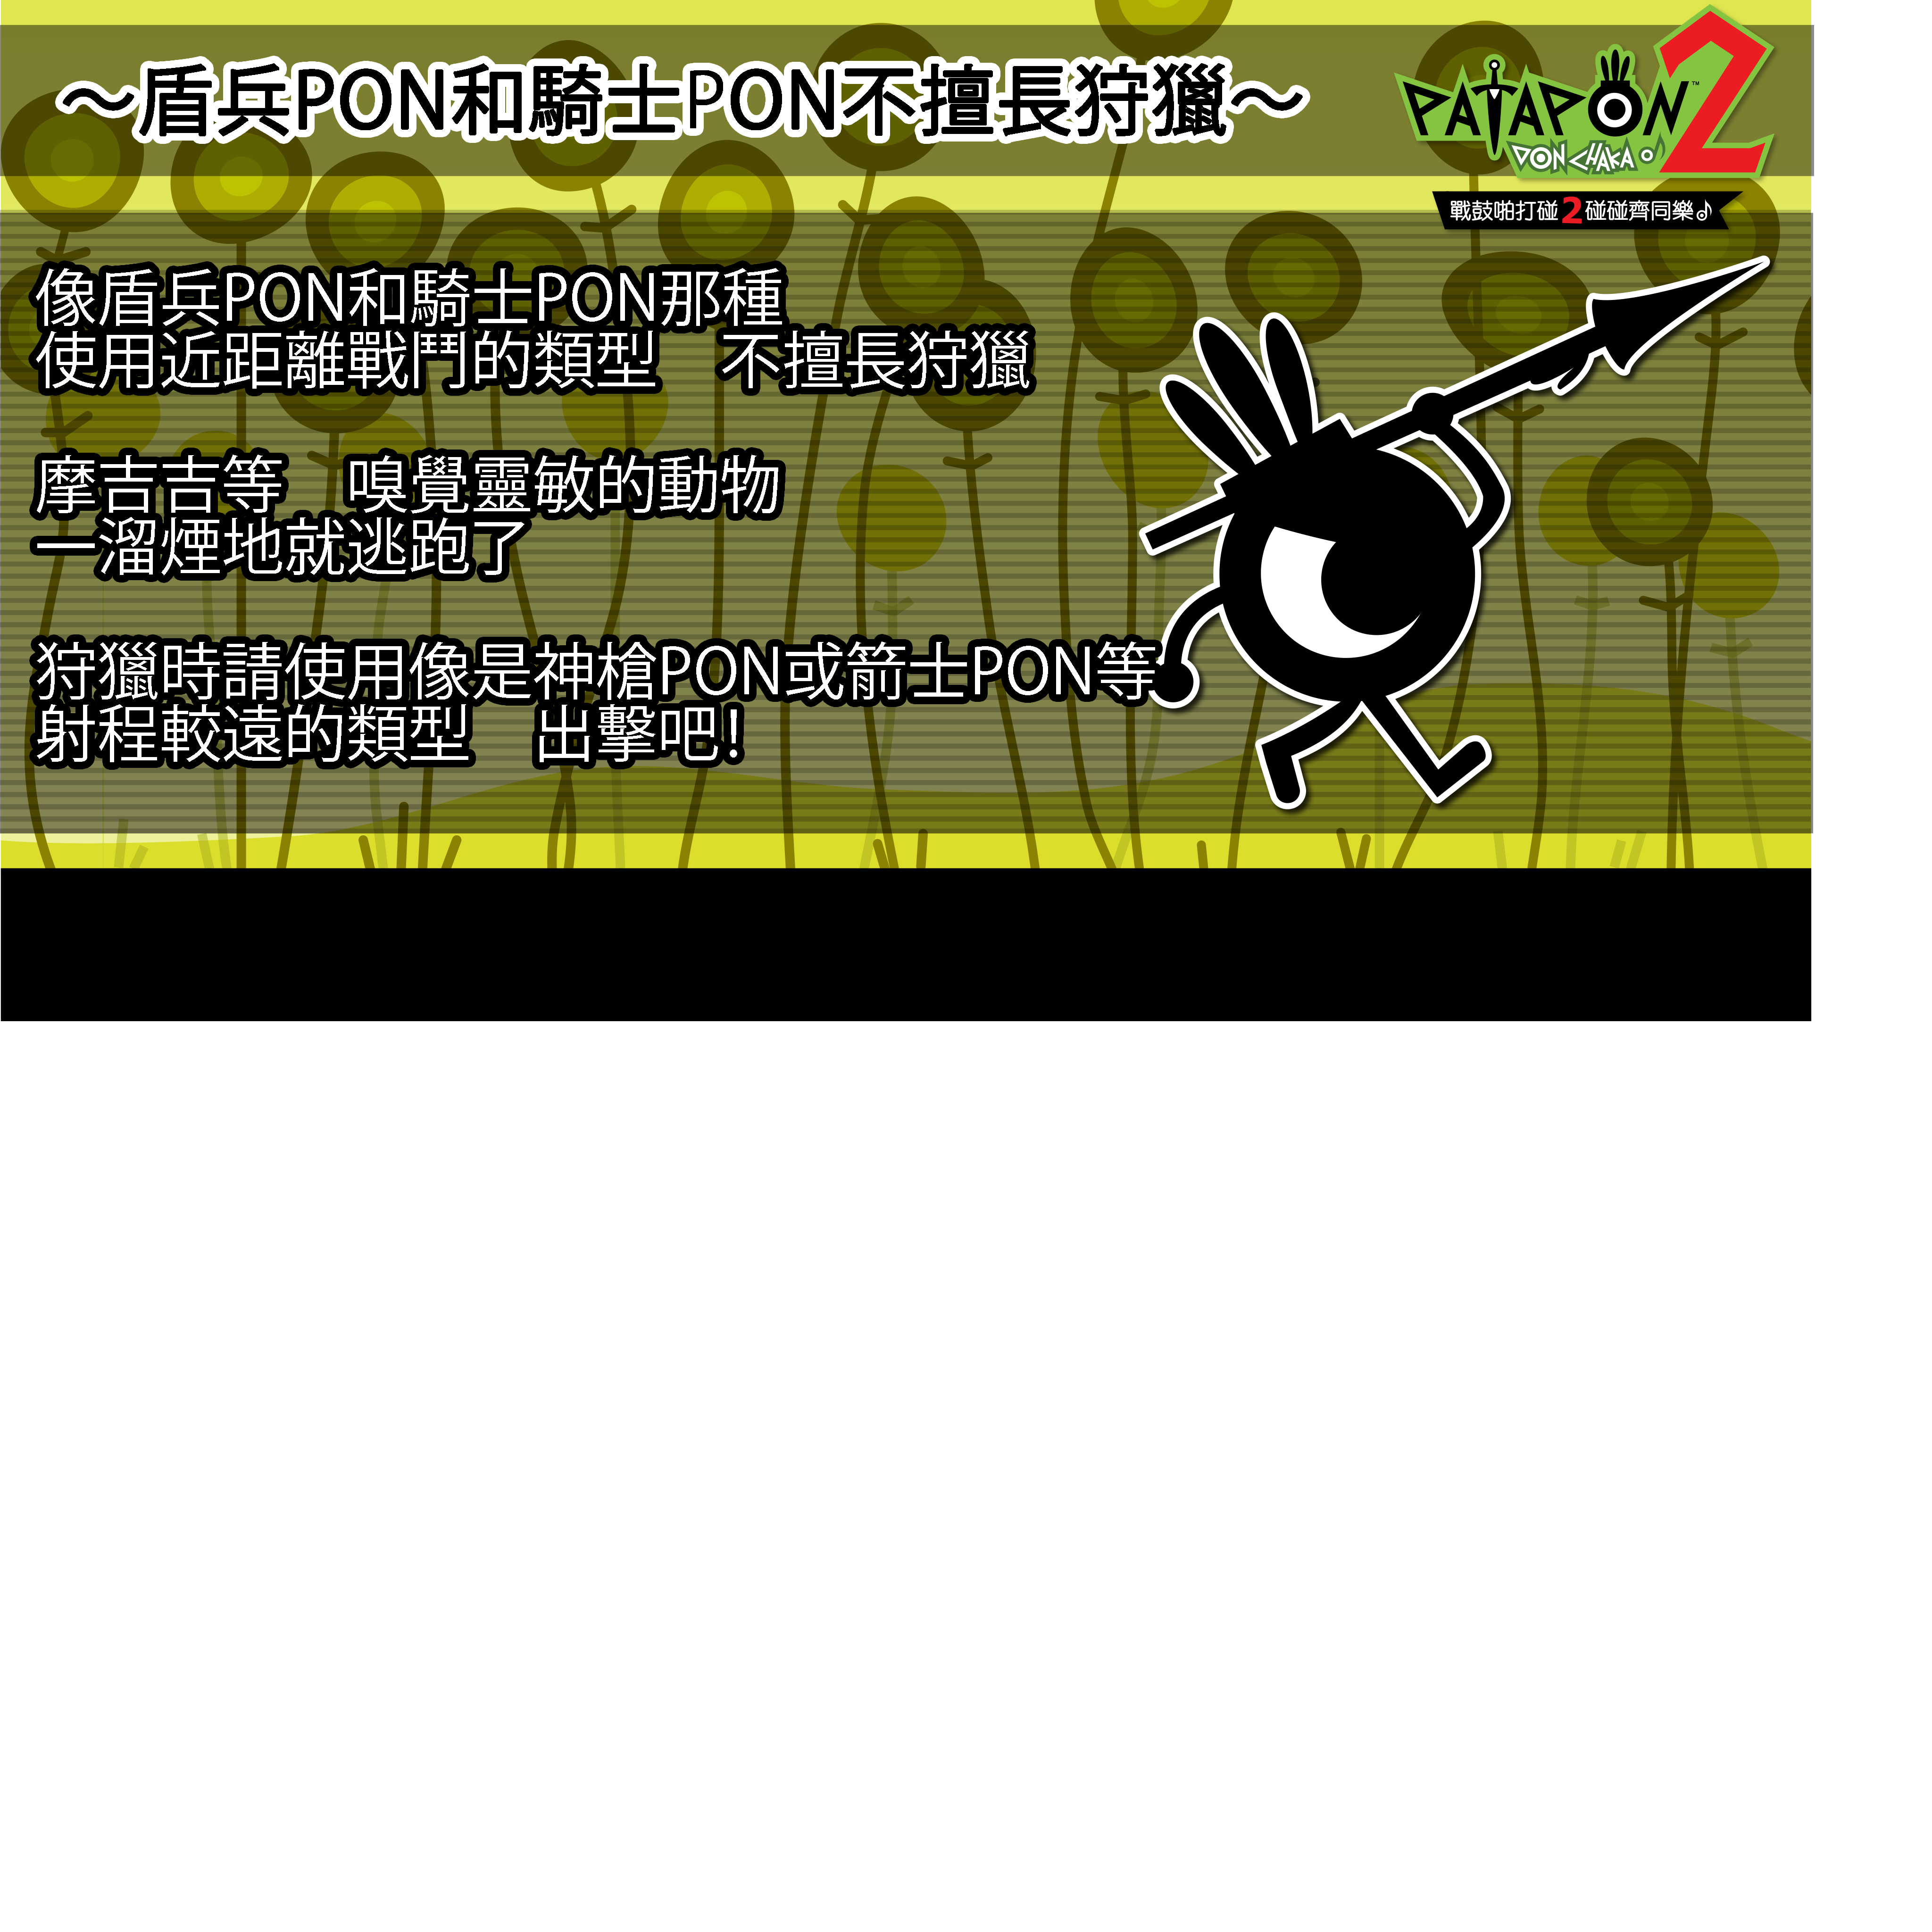 ～盾兵PON和騎士PON不擅長狩獵～
PATAPON™2
DON CHAKA♪
戰鼓啪打碰2碰碰齊同樂♪
像盾兵PON和騎士PON那種
使用近距離戰鬥的類型　不擅長狩獵
摩吉吉等　嗅覺靈敏的動物
一溜煙地就逃跑了
狩獵時請使用像是神槍PON或箭士PON等
射程較遠的類型　出擊吧!